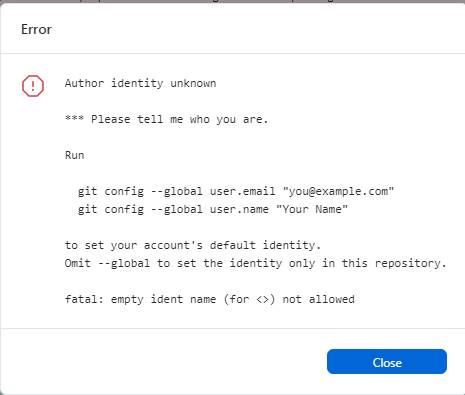 Error
Author identity unknown
*** Please tell me who you are.
Run
git config --global user.email "you@example.com"
git config --global user.name "Your Name"
to set your account's default identity.
Omit --global to set the identity only in this repository.
fatal: empty ident name (for <>) not allowed
Close